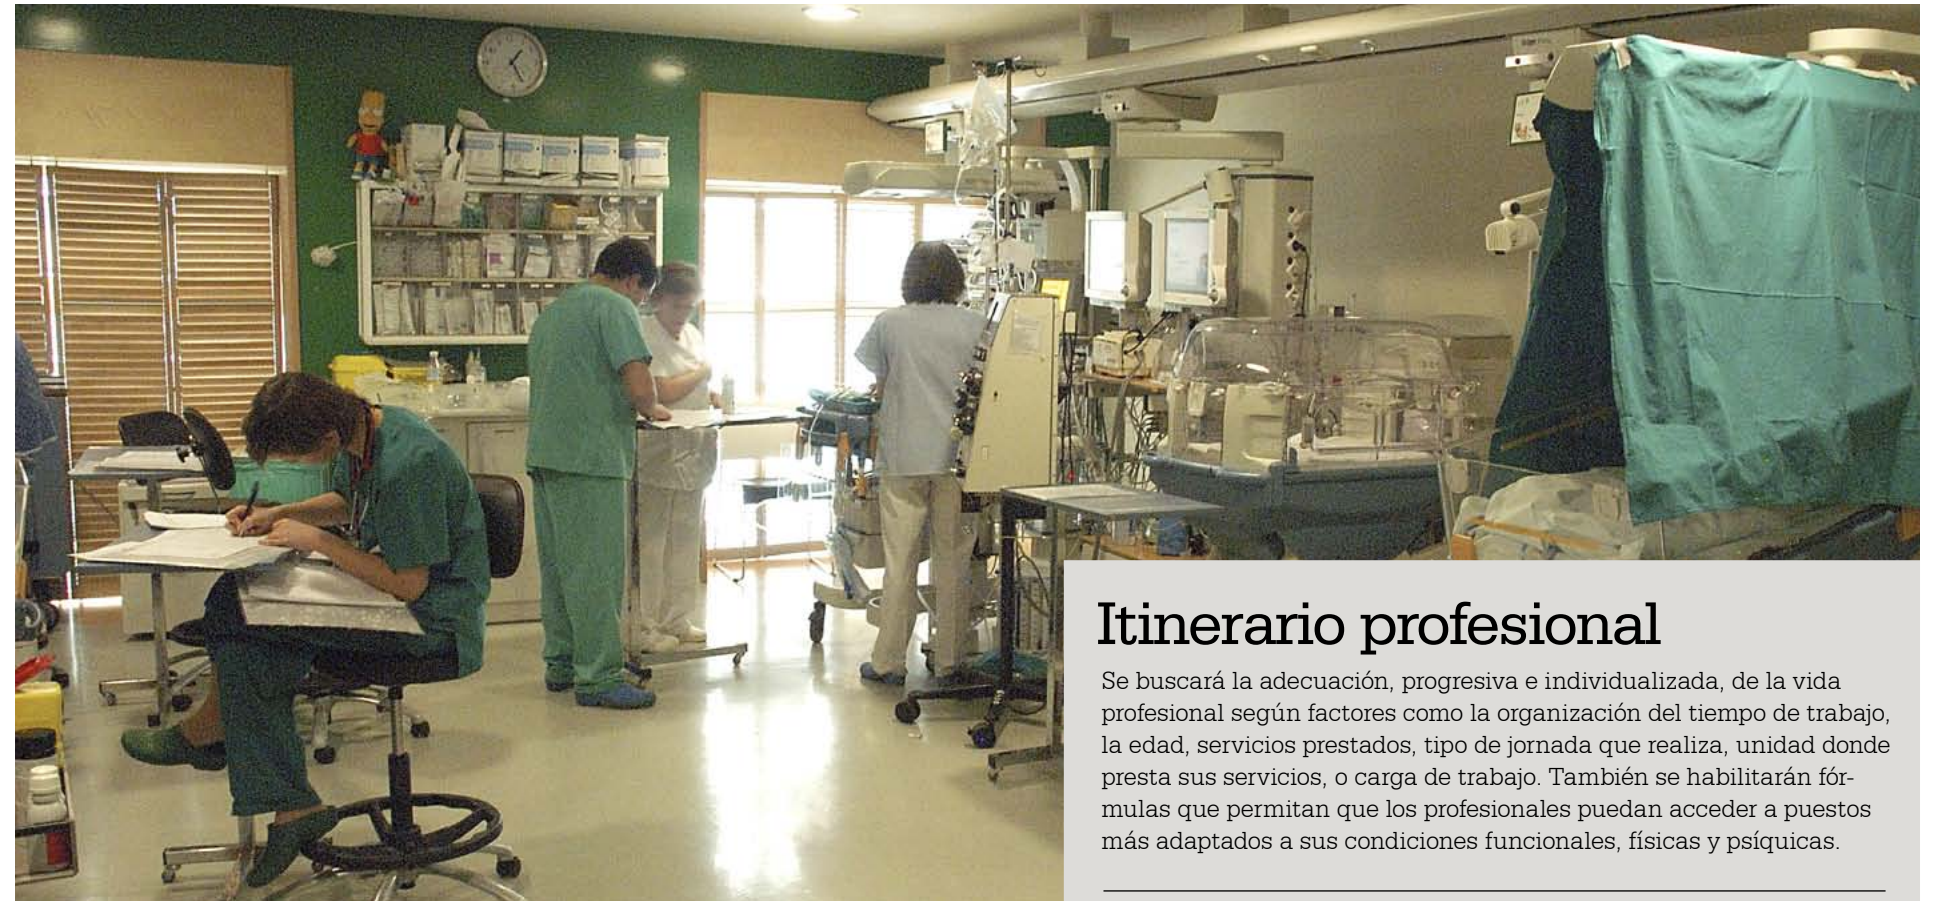 Itinerario profesional
Se buscará la adecuación, progresiva e individualizada, de la vida
profesional según factores como la organización del tiempo de trabajo,
la edad, servicios prestados, tipo de jornada que realiza, unidad donde
presta sus servicios, o carga de trabajo. También se habilitarán fór-
mulas que permitan que los profesionales puedan acceder a puestos
más adaptados a sus condiciones funcionales, físicas y psíquicas.